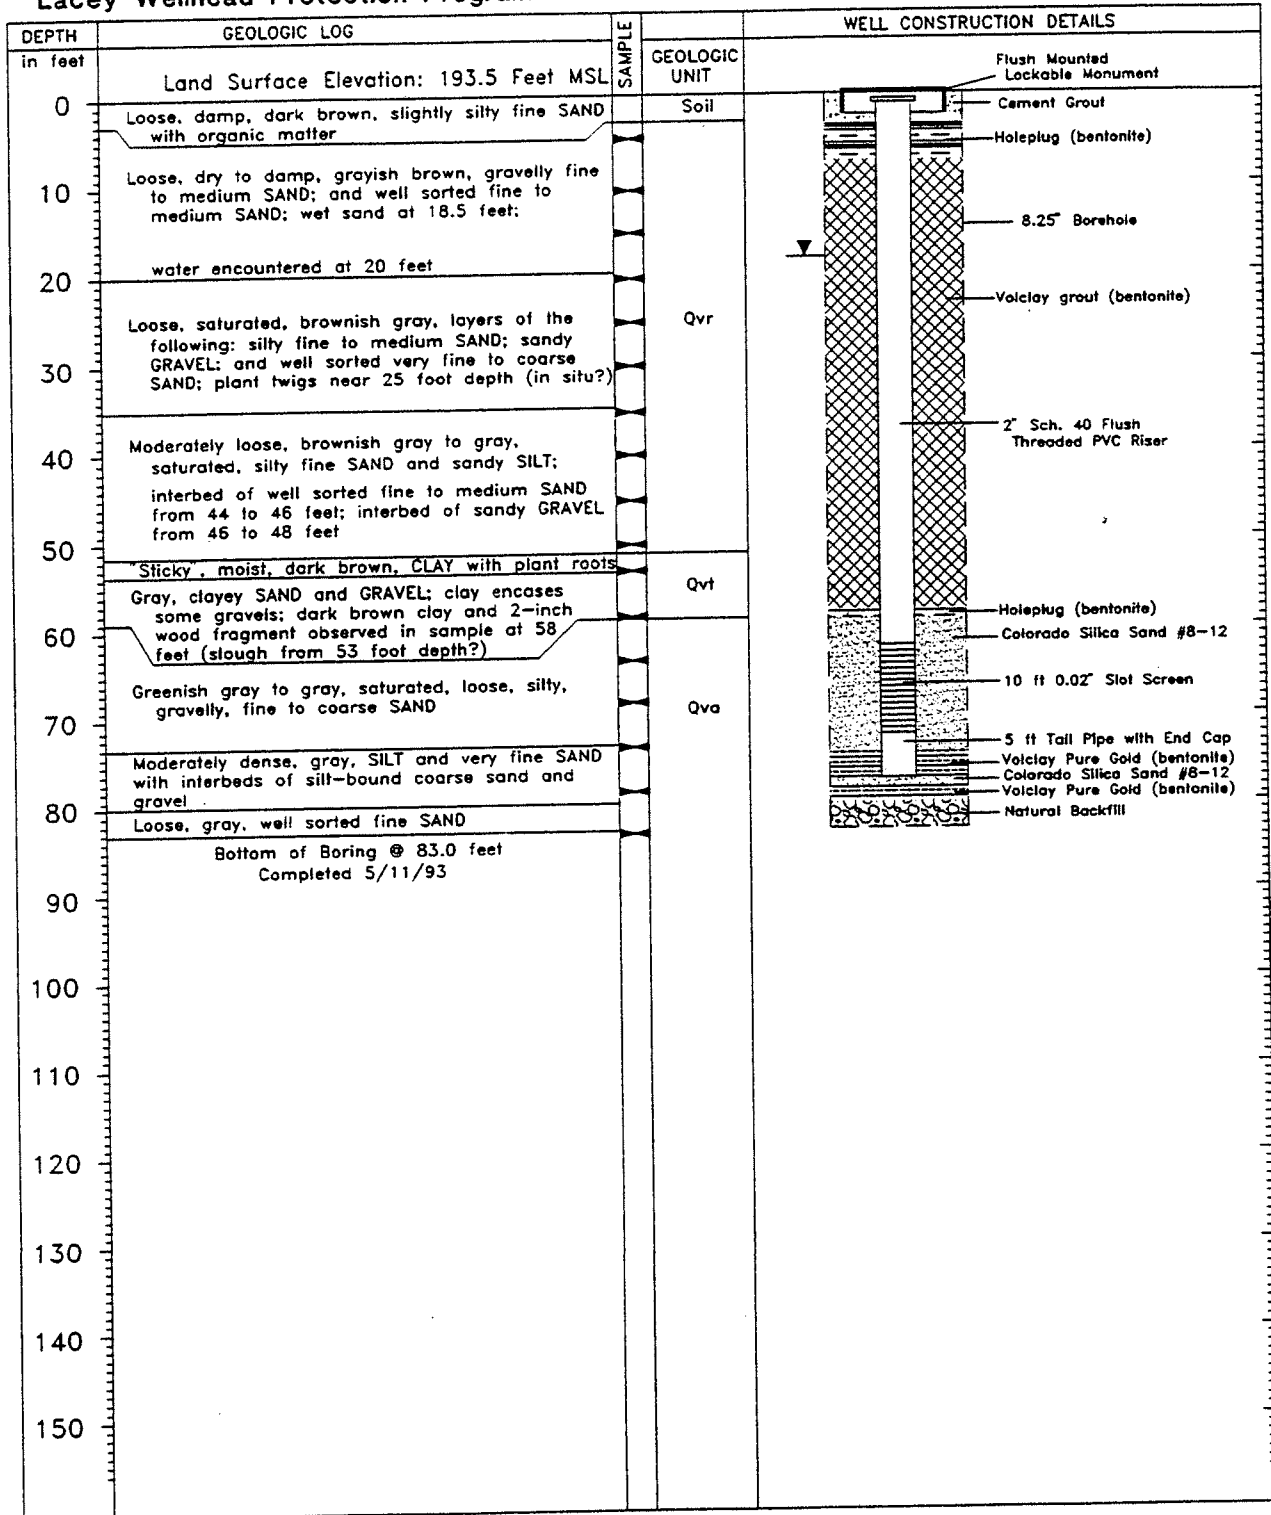 Lacey Wellhead Protection Program
DEPTH
in feet
GEOLOGIC LOG
SAMPLE
GEOLOGIC
UNIT
WELL CONSTRUCTION DETAILS
Land Surface Elevation: 193.5 Feet MSL
Loose, damp, dark brown, slightly silty fine SAND
with organic matter
Loose, dry to damp, grayish brown, gravelly fine
to medium SAND; and well sorted fine to
medium SAND; wet sand at 18.5 feet;
water encountered at 20 feet
Loose, saturated, brownish gray, layers of the
following: silty fine to medium SAND; sandy
GRAVEL; and well sorted very fine to coarse
SAND; plant twigs near 25 foot depth (in situ?)
Moderately loose, brownish gray to gray,
saturated, silty fine SAND and sandy SILT;
interbed of well sorted fine to medium SAND
from 44 to 46 feet; interbed of sandy GRAVEL
from 46 to 48 feet
"Sticky", moist, dark brown, CLAY with plant roots
Gray, clayey SAND and GRAVEL; clay encases
some gravels; dark brown clay and 2-inch
wood fragment observed in sample at 58
feet (slough from 53 foot depth?)
Greenish gray to gray, saturated, loose, silty,
gravelly, fine to coarse SAND
Moderately dense, gray, SILT and very fine SAND
with interbeds of silt-bound coarse sand and
gravel
Loose, gray, well sorted fine SAND
Bottom of Boring @ 83.0 feet
Completed 5/11/93
0
10
20
30
40
50
60
70
80
90
100
110
120
130
140
150
Soil
Qvr
Qvt
Qva
Flush Mounted
Lockable Monument
Cement Grout
Holeplug (bentonite)
8.25" Borehole
Volclay grout (bentonite)
2" Sch. 40 Flush
Threaded PVC Riser
Holeplug (bentonite)
Colorado Silica Sand #8-12
10 ft 0.02" Slot Screen
5 ft Tail Pipe with End Cap
Volclay Pure Gold (bentonite)
Colorado Silica Sand #8-12
Volclay Pure Gold (bentonite)
Natural Backfill